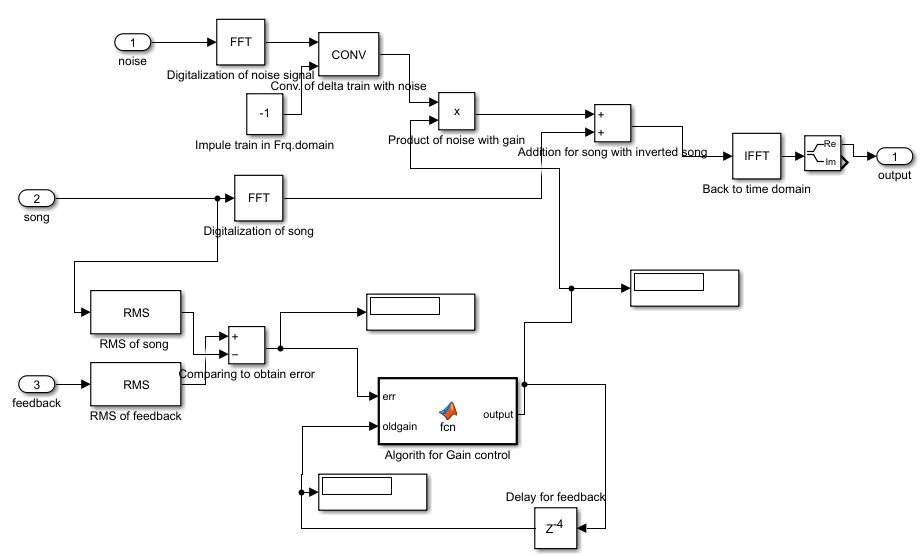 1
noise
FFT
Digitalization of noise signal
CONV
Conv. of delta train with noise
-1
Impule train in Frq.domain
x
Product of noise with gain
+
+
Addition for song with inverted song
IFFT
Back to time domain
Re
Im
1
output
2
song
FFT
Digitalization of song
RMS
RMS of song
+
−
Comparing to obtain error
3
feedback
RMS
RMS of feedback
err
oldgain
fcn
output
Algorith for Gain control
Delay for feedback
Z-4